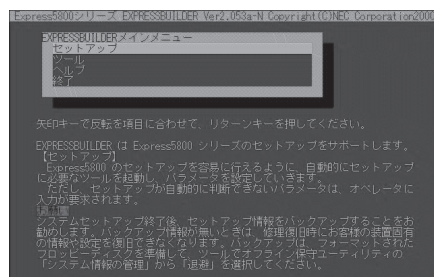 Express5800シリーズ EXPRESSBUILDER Ver2.053a-N Copyright(C)NEC Corporation2000
EXPRESSBUILDERメインメニュー
セットアップ
ツール
ヘルプ
終了
矢印キーで反転を項目に合わせて、リターンキーを押してください。
EXPRESSBUILDER は Express5800 シリーズのセットアップをサポートします。
【セットアップ】
Express5800 のセットアップを容易に行えるように、自動的にセットアップ
に必要なツールを起動し、パラメータを設定していきます。
ただし、セットアップが自動的に判断できないパラメータは、オペレータに
入力が要求されます。
システムセットアップ終了後、セットアップ情報をバックアップすることをお
勧めします。バックアップ情報が無いときは、修理復旧時にお客様の装置固有
の情報や設定を復旧できなくなります。バックアップは、フォーマットされた
フロッピーディスクを準備して、ツールでオフライン保守ユーティリティの
「システム情報の管理」から「退避」を選択してください。